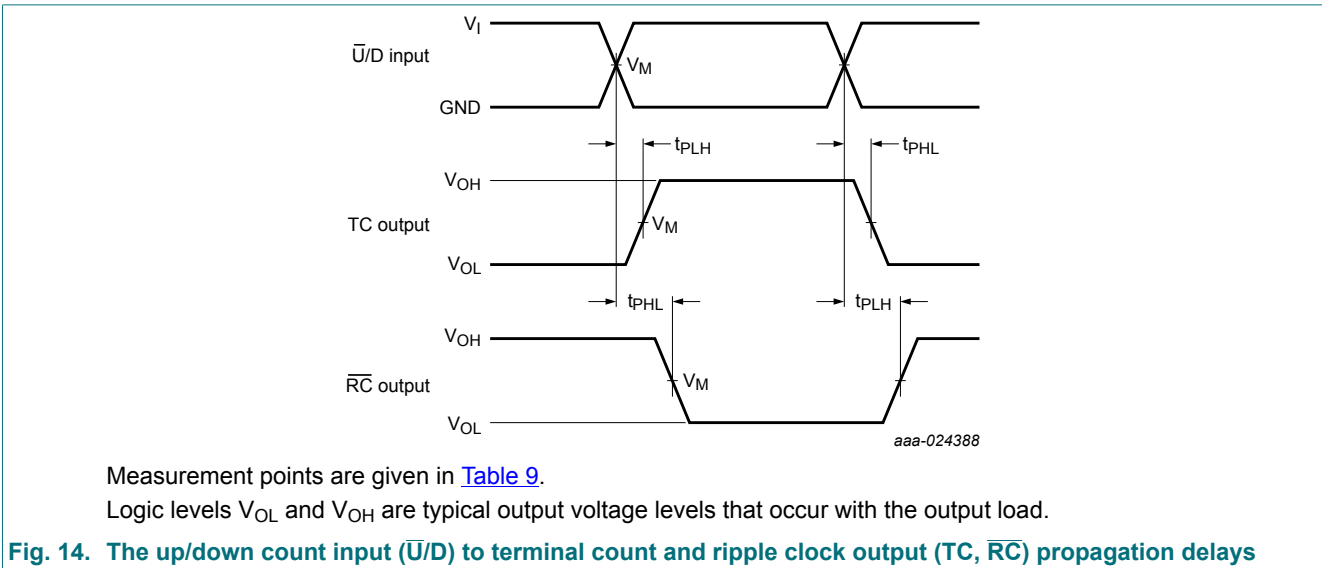 V_I
U̅/D input
V_M
GND
t_PLH
t_PHL
V_OH
TC output
V_M
V_OL
t_PHL
t_PLH
V_OH
R̅C̅ output
V_M
V_OL
aaa-024388
Measurement points are given in Table 9.
Logic levels V_OL and V_OH are typical output voltage levels that occur with the output load.
Fig. 14. The up/down count input (U̅/D) to terminal count and ripple clock output (TC, R̅C̅) propagation delays